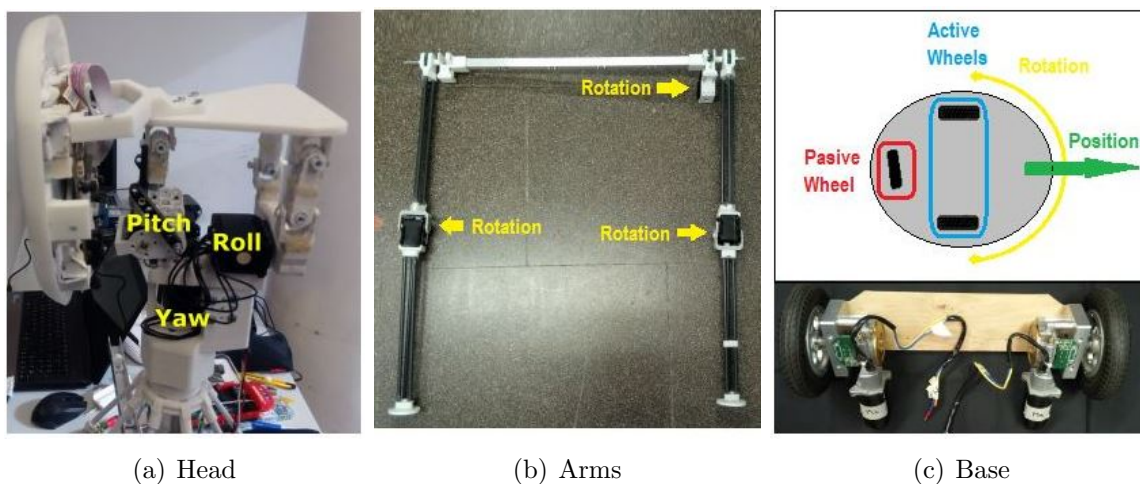 Pitch
Roll
Yaw
Rotation
Rotation
Rotation
Active
Wheels
Rotation
Position
Pasive
Wheel
(a) Head
(b) Arms
(c) Base